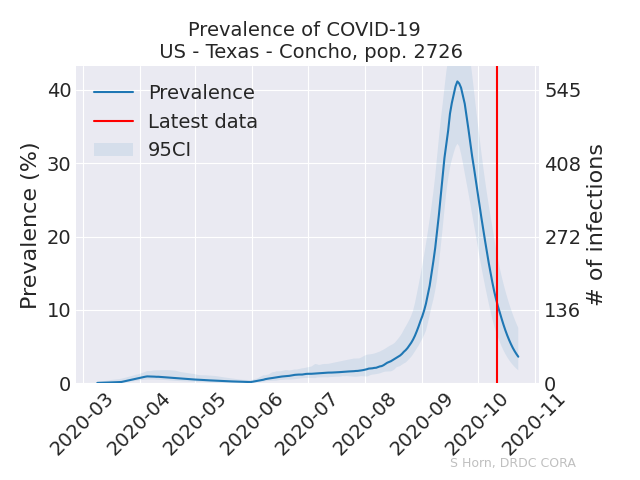 Prevalence of COVID-19
US - Texas - Concho, pop. 2726
Prevalence (%)
40
30
20
10
0
Prevalence
Latest data
95CI
545
408
272
136
0
# of infections
2020-03
2020-04
2020-05
2020-06
2020-07
2020-08
2020-09
2020-10
2020-11
S Horn, DRDC CORA